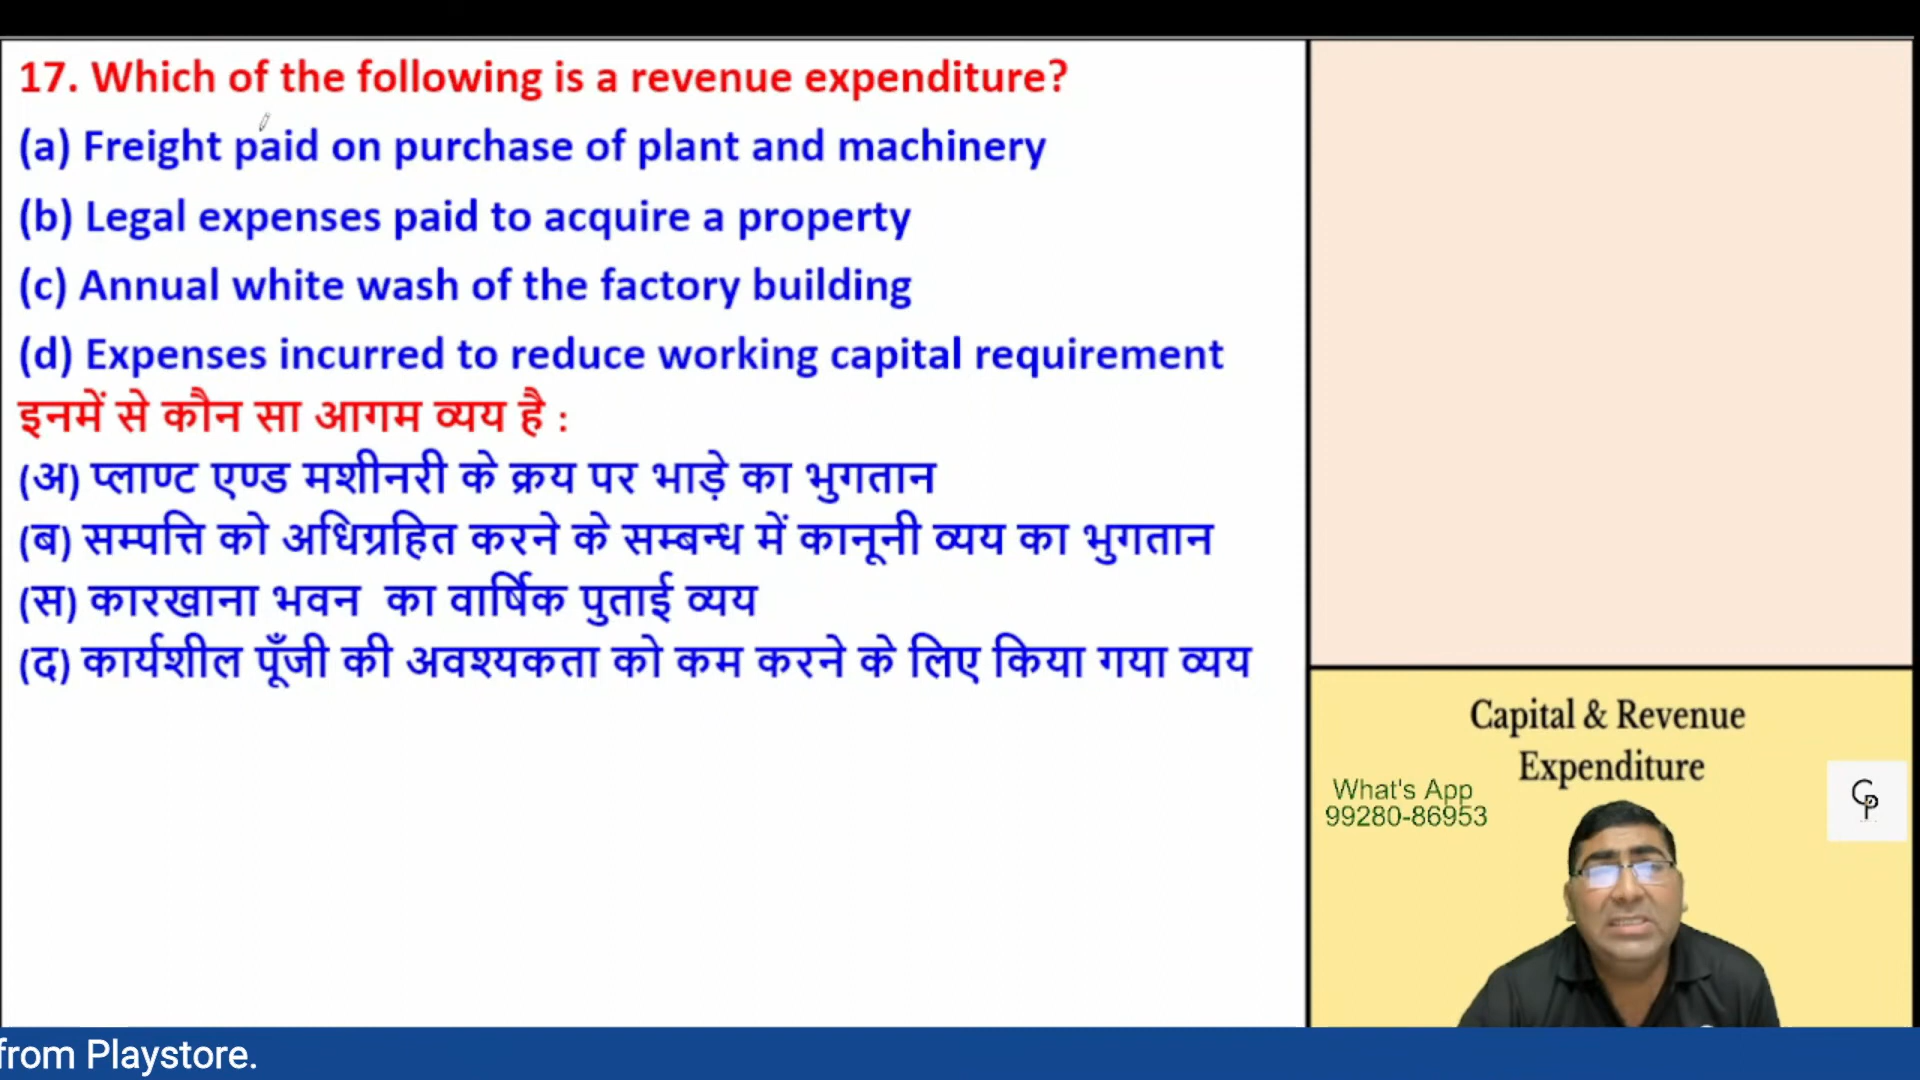 17. Which of the following is a revenue expenditure?
(a) Freight paid on purchase of plant and machinery
(b) Legal expenses paid to acquire a property
(c) Annual white wash of the factory building
(d) Expenses incurred to reduce working capital requirement
इनमें से कौन सा आगम व्यय है :
(अ) प्लाण्ट एण्ड मशीनरी के क्रय पर भाड़े का भुगतान
(ब) सम्पत्ति को अधिग्रहित करने के सम्बन्ध में कानूनी व्यय का भुगतान
(स) कारखाना भवन का वार्षिक पुताई व्यय
(द) कार्यशील पूँजी की अवश्यकता को कम करने के लिए किया गया व्यय
Capital & Revenue
Expenditure
What's App
99280-86953
CP
from Playstore.